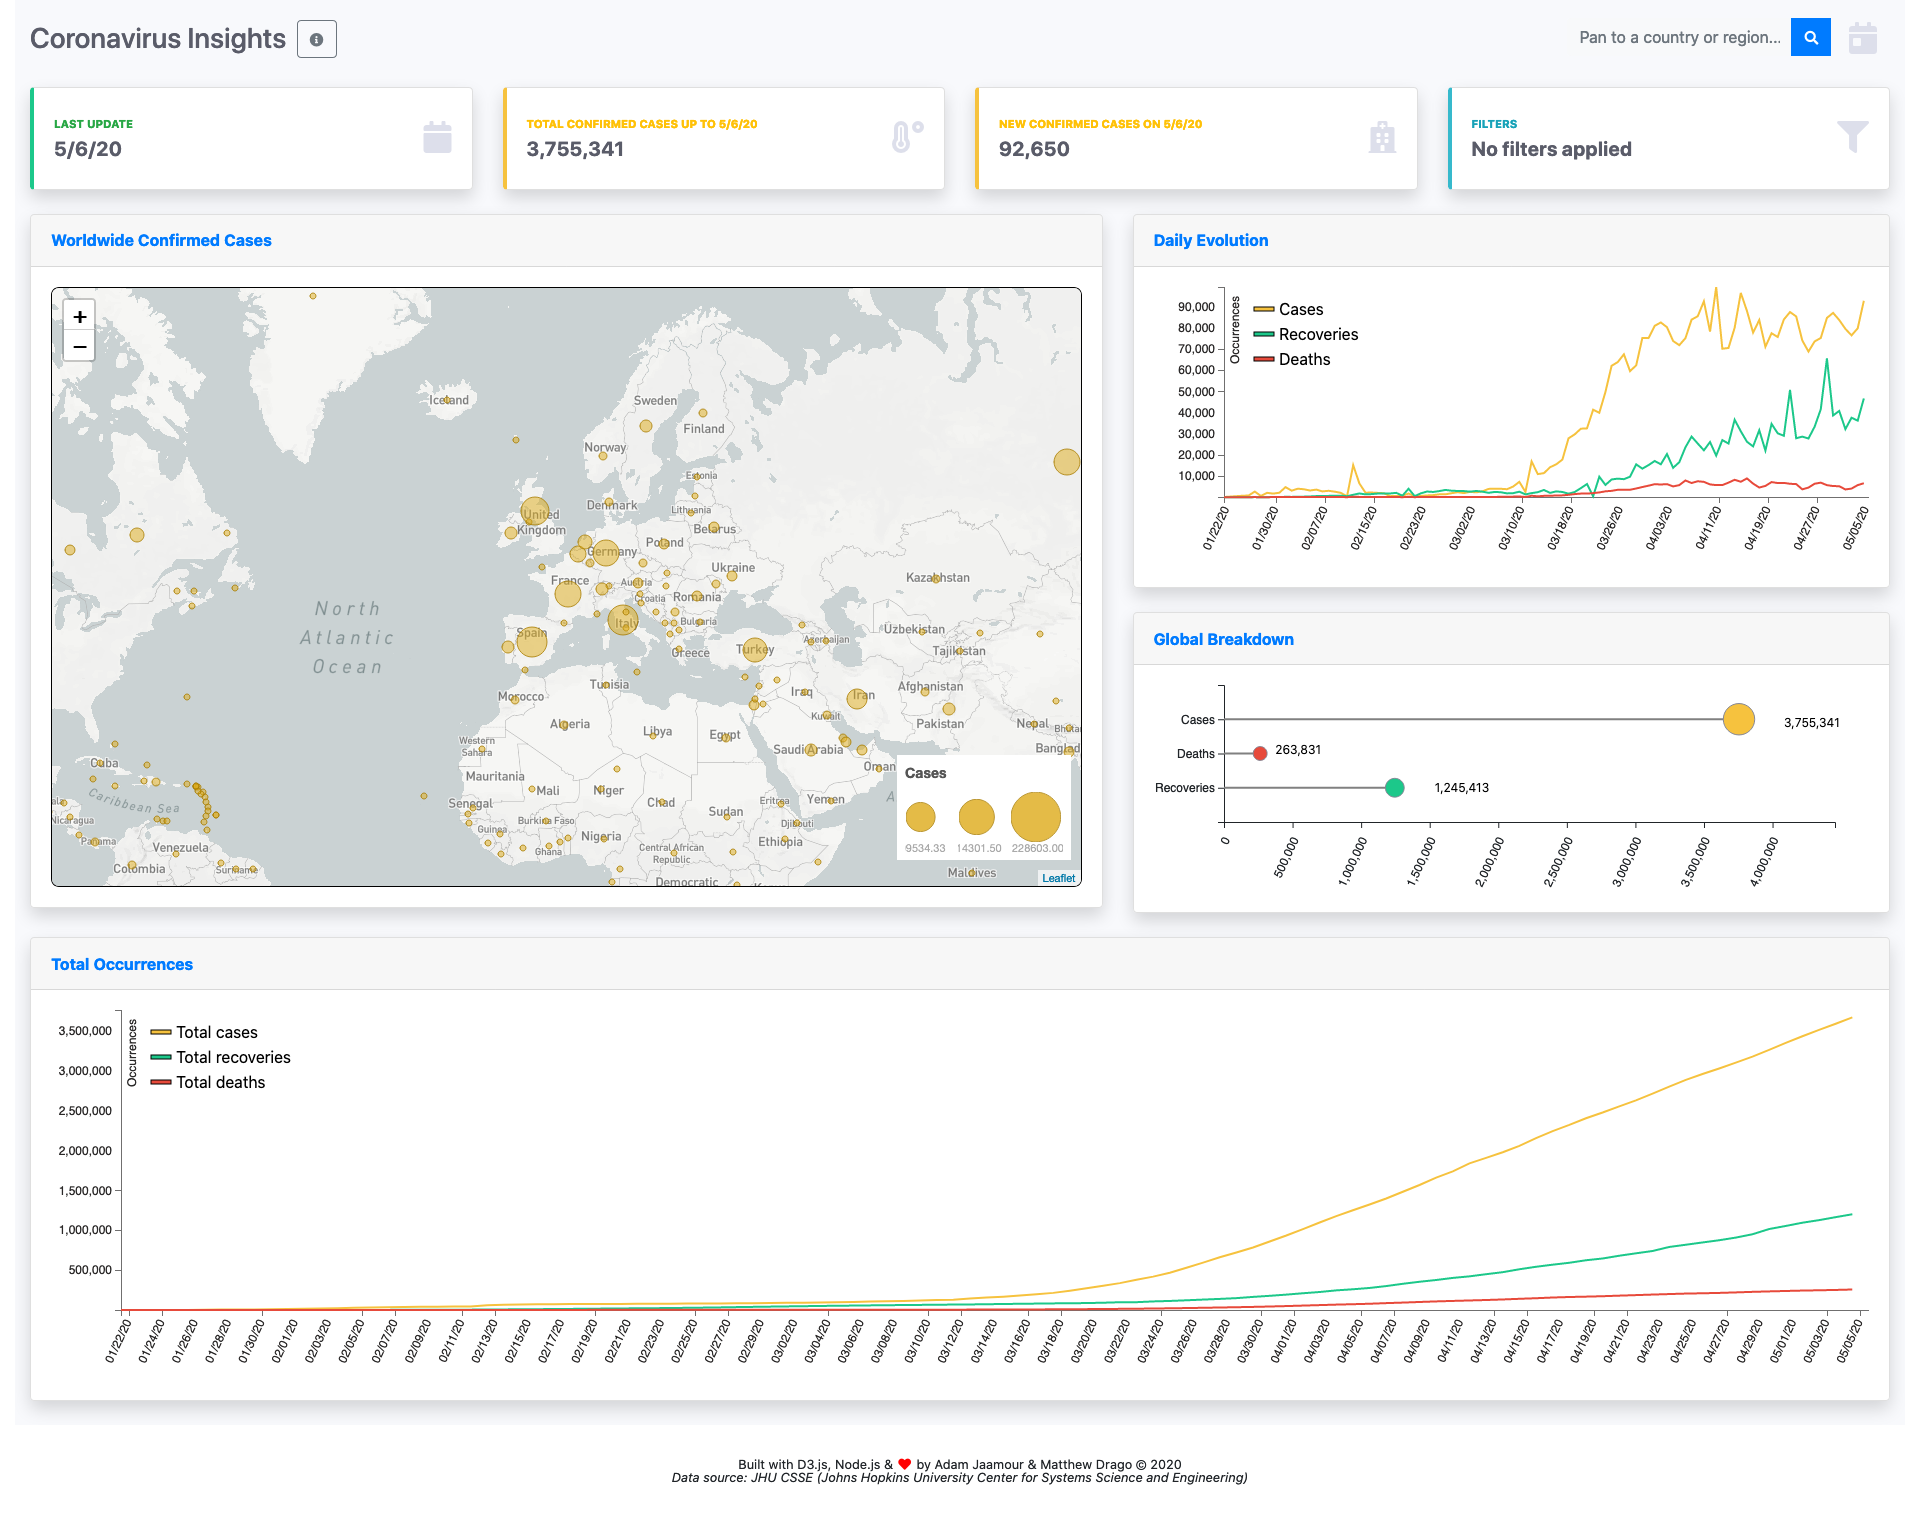 Coronavirus Insights
Pan to a country or region...
LAST UPDATE
5/6/20
TOTAL CONFIRMED CASES UP TO 5/6/20
3,755,341
NEW CONFIRMED CASES ON 5/6/20
92,650
FILTERS
No filters applied
Worldwide Confirmed Cases
+
−
Iceland
Sweden
Finland
Norway
Estonia
Denmark
Lithuania
United
Kingdom
Belarus
Poland
Germany
Ukraine
France
Austria
Kazakhstan
Croatia
Romania
North
Atlantic
Ocean
Italy
Bulgaria
Spain
Uzbekistan
Azerbaijan
Greece
Turkey
Tajikistan
Tunisia
Morocco
Iraq
Iran
Afghanistan
Kuwait
Pakistan
Algeria
Libya
Egypt
Nepal
Bhutan
Western
Sahara
Saudi Arabia
Banglad
Cuba
Oman
Mauritania
Mali
Niger
Chad
Caribbean Sea
Senegal
Sudan
Eritrea
Yemen
A
Nicaragua
Guinea
Burkina Faso
Djibouti
Panama
Nigeria
Ethiopia
Venezuela
Ghana
Central African
Republic
Colombia
Suriname
Maldives
Democratic
Cases
9534.33
14301.50
228603.00
Leaflet
Daily Evolution
Occurrences
Cases
Recoveries
Deaths
90,000
80,000
70,000
60,000
50,000
40,000
30,000
20,000
10,000
01/22/20
01/30/20
02/07/20
02/15/20
02/23/20
03/02/20
03/10/20
03/18/20
03/26/20
04/03/20
04/11/20
04/19/20
04/27/20
05/05/20
Global Breakdown
Cases
3,755,341
Deaths
263,831
Recoveries
1,245,413
0
500,000
1,000,000
1,500,000
2,000,000
2,500,000
3,000,000
3,500,000
4,000,000
Total Occurrences
Occurrences
Total cases
Total recoveries
Total deaths
3,500,000
3,000,000
2,500,000
2,000,000
1,500,000
1,000,000
500,000
01/22/20
01/24/20
01/26/20
01/28/20
01/30/20
02/01/20
02/03/20
02/05/20
02/07/20
02/09/20
02/11/20
02/13/20
02/15/20
02/17/20
02/19/20
02/21/20
02/23/20
02/25/20
02/27/20
02/29/20
03/02/20
03/04/20
03/06/20
03/08/20
03/10/20
03/12/20
03/14/20
03/16/20
03/18/20
03/20/20
03/22/20
03/24/20
03/26/20
03/28/20
03/30/20
04/01/20
04/03/20
04/05/20
04/07/20
04/09/20
04/11/20
04/13/20
04/15/20
04/17/20
04/19/20
04/21/20
04/23/20
04/25/20
04/27/20
04/29/20
05/01/20
05/03/20
05/05/20
Built with D3.js, Node.js & ❤ by Adam Jaamour & Matthew Drago © 2020
Data source: JHU CSSE (Johns Hopkins University Center for Systems Science and Engineering)